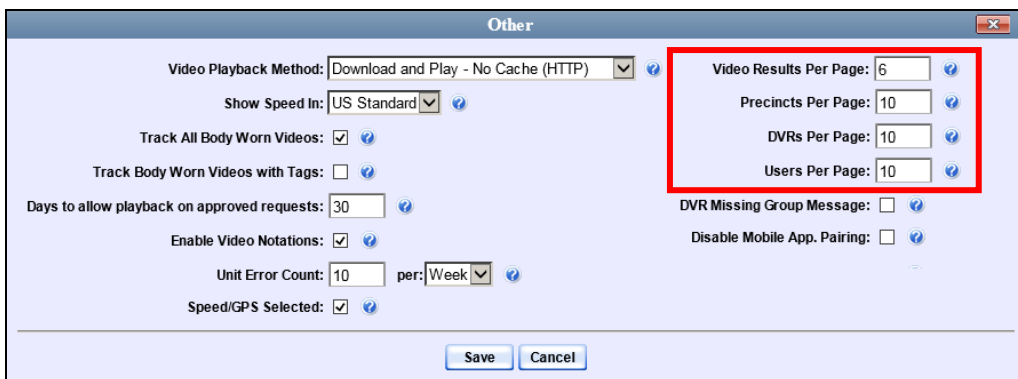 Other
Video Playback Method: Download and Play - No Cache (HTTP)
Show Speed In: US Standard
Track All Body Worn Videos:
Track Body Worn Videos with Tags:
Days to allow playback on approved requests: 30
Enable Video Notations:
Unit Error Count: 10 per: Week
Speed/GPS Selected:
Video Results Per Page: 6
Precincts Per Page: 10
DVRs Per Page: 10
Users Per Page: 10
DVR Missing Group Message:
Disable Mobile App. Pairing:
Save Cancel